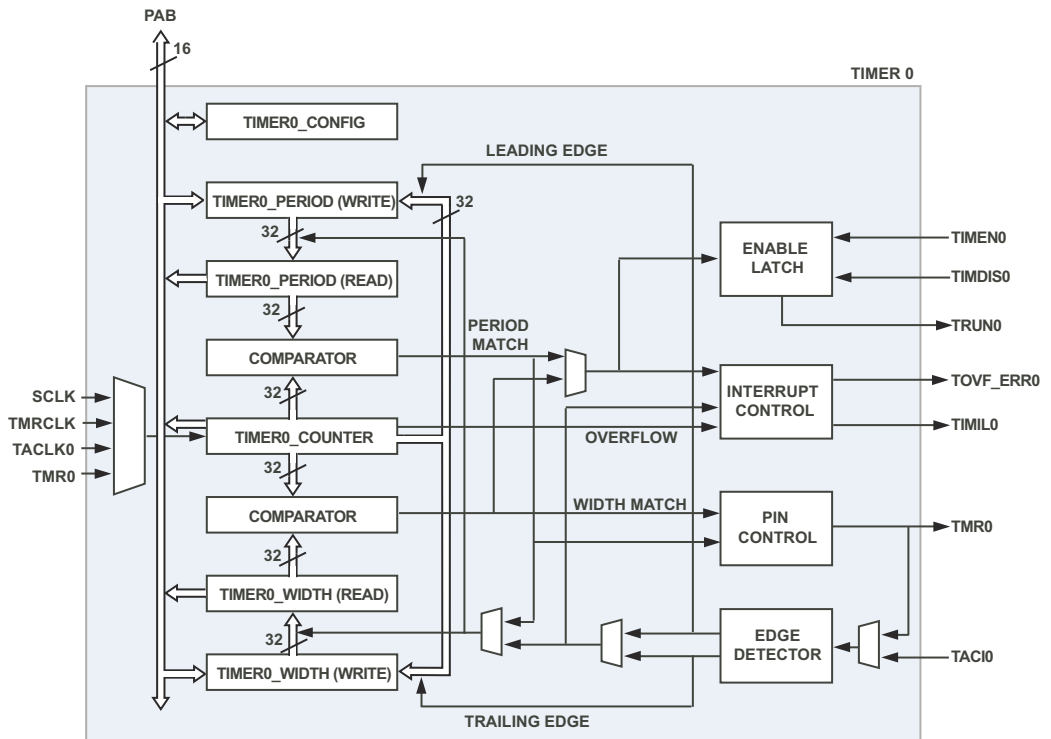 PAB
16
TIMER 0
TIMER0_CONFIG
LEADING EDGE
TIMER0_PERIOD (WRITE)
32
32
TIMER0_PERIOD (READ)
32
ENABLE
LATCH
TIMEN0
TIMDIS0
TRUN0
PERIOD
MATCH
COMPARATOR
32
SCLK
TMRCLK
TACLK0
TMR0
TIMER0_COUNTER
OVERFLOW
INTERRUPT
CONTROL
TOVF_ERR0
TIMIL0
32
COMPARATOR
WIDTH MATCH
PIN
CONTROL
TMR0
32
TIMER0_WIDTH (READ)
32
TIMER0_WIDTH (WRITE)
EDGE
DETECTOR
TACI0
TRAILING EDGE